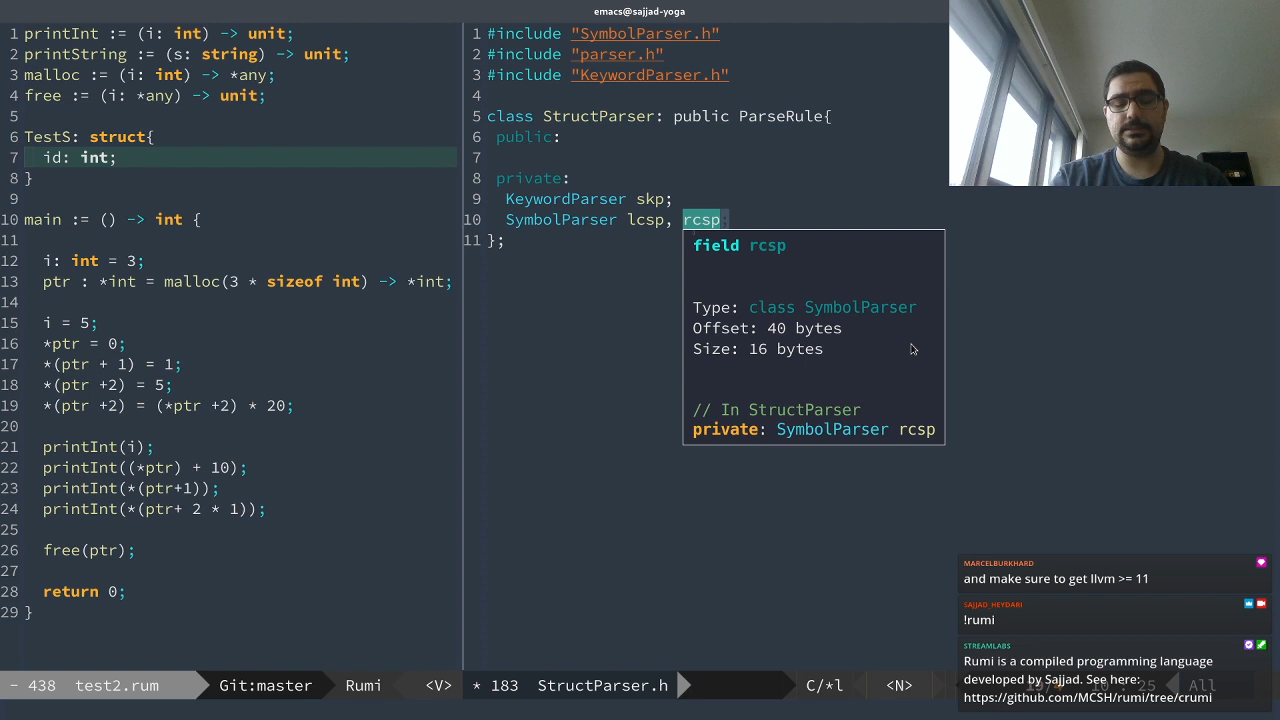 emacs@sajjad-yoga
1 printInt := (i: int) -> unit;
2 printString := (s: string) -> unit;
3 malloc := (i: int) -> *any;
4 free := (i: *any) -> unit;
5
6 TestS: struct{
7 id: int;
8 }
9
10 main := () -> int {
11
12 i: int = 3;
13 ptr : *int = malloc(3 * sizeof int) -> *int;
14
15 i = 5;
16 *ptr = 0;
17 *(ptr + 1) = 1;
18 *(ptr +2) = 5;
19 *(ptr +2) = (*ptr +2) * 20;
20
21 printInt(i);
22 printInt((*ptr) + 10);
23 printInt(*(ptr+1));
24 printInt(*(ptr+ 2 * 1));
25
26 free(ptr);
27
28 return 0;
29 }
- 438 test2.rum Git:master Rumi <V>
1 #include "SymbolParser.h"
2 #include "parser.h"
3 #include "KeywordParser.h"
4
5 class StructParser: public ParseRule{
6 public:
7
8 private:
9 KeywordParser skp;
10 SymbolParser lcsp, rcsp
11 };
field rcsp
Type: class SymbolParser
Offset: 40 bytes
Size: 16 bytes
// In StructParser
private: SymbolParser rcsp
* 183 StructParser.h C/*l <N> 10 : 25 All
MARCELBURKHARD
and make sure to get llvm >= 11
SAJJAD_HEYDARI
!rumi
STREAMLABS
Rumi is a compiled programming language
developed by Sajjad. See here:
https://github.com/MCSH/rumi/tree/crumi